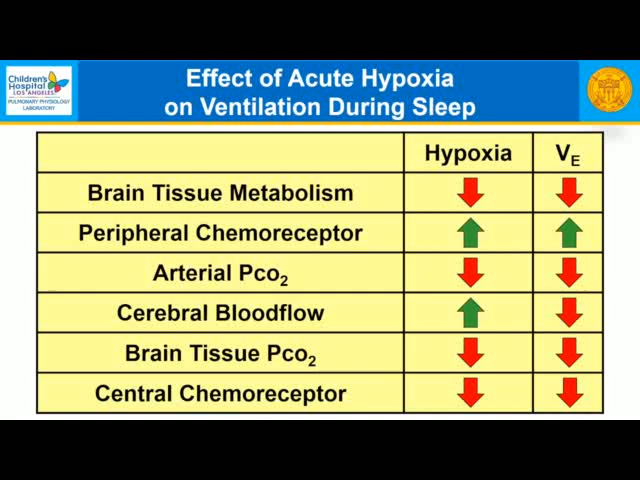 Children's
Hospital
LOS ANGELES
PULMONARY PHYSIOLOGY
LABORATORY
Effect of Acute Hypoxia
on Ventilation During Sleep
Hypoxia VE
Brain Tissue Metabolism
Peripheral Chemoreceptor
Arterial Pco2
Cerebral Bloodflow
Brain Tissue Pco2
Central Chemoreceptor